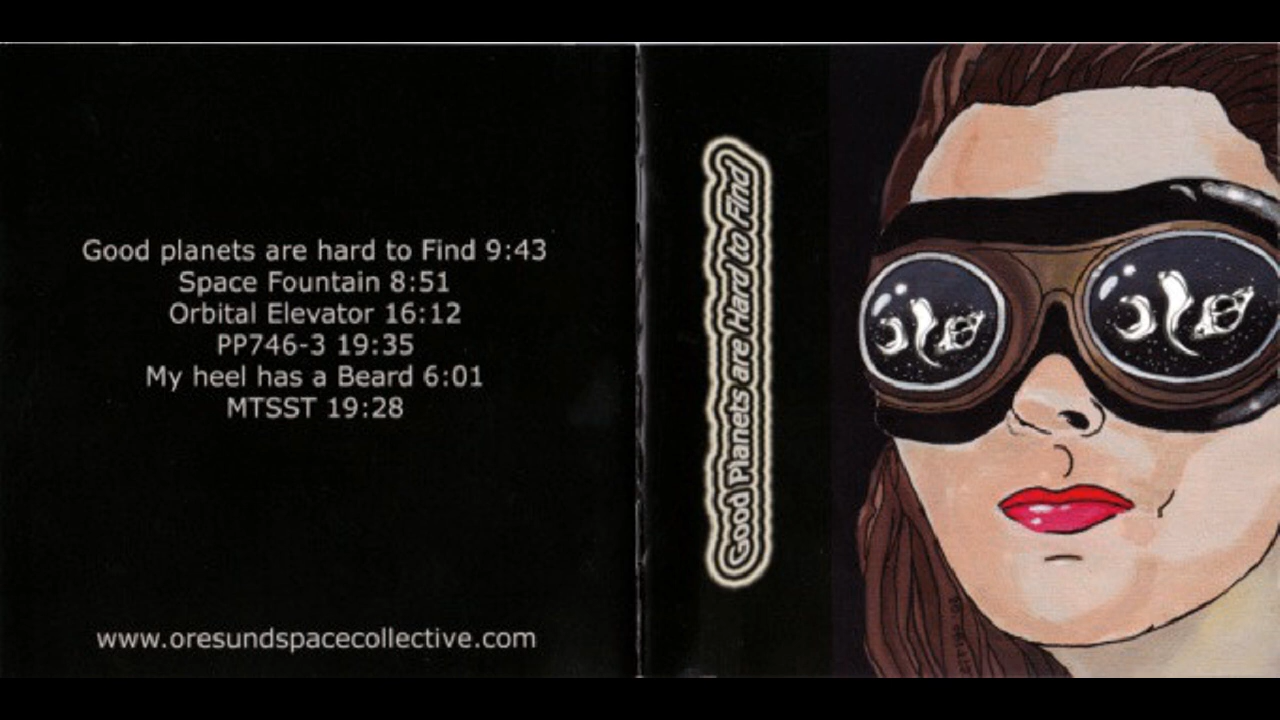 Good planets are hard to Find 9:43
Space Fountain 8:51
Orbital Elevator 16:12
PP746-3 19:35
My heel has a Beard 6:01
MTSST 19:28
www.oresundspacecollective.com
Good Planets are Hard to Find